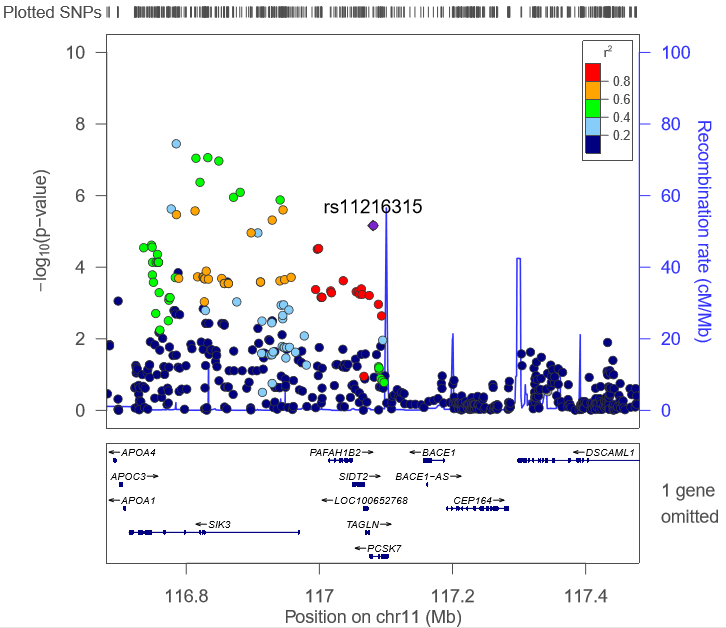 Plotted SNPs
10
8
6
4
2
0
−log10(p−value)
100
80
60
40
20
0
Recombination rate (cM/Mb)
r2
0.8
0.6
0.4
0.2
rs11216315
APOA4
PAFAH1B2
BACE1
DSCAML1
APOC3
SIDT2
BACE1−AS
APOA1
LOC100652768
CEP164
SIK3
TAGLN
PCSK7
1 gene
omitted
116.8
117
117.2
117.4
Position on chr11 (Mb)